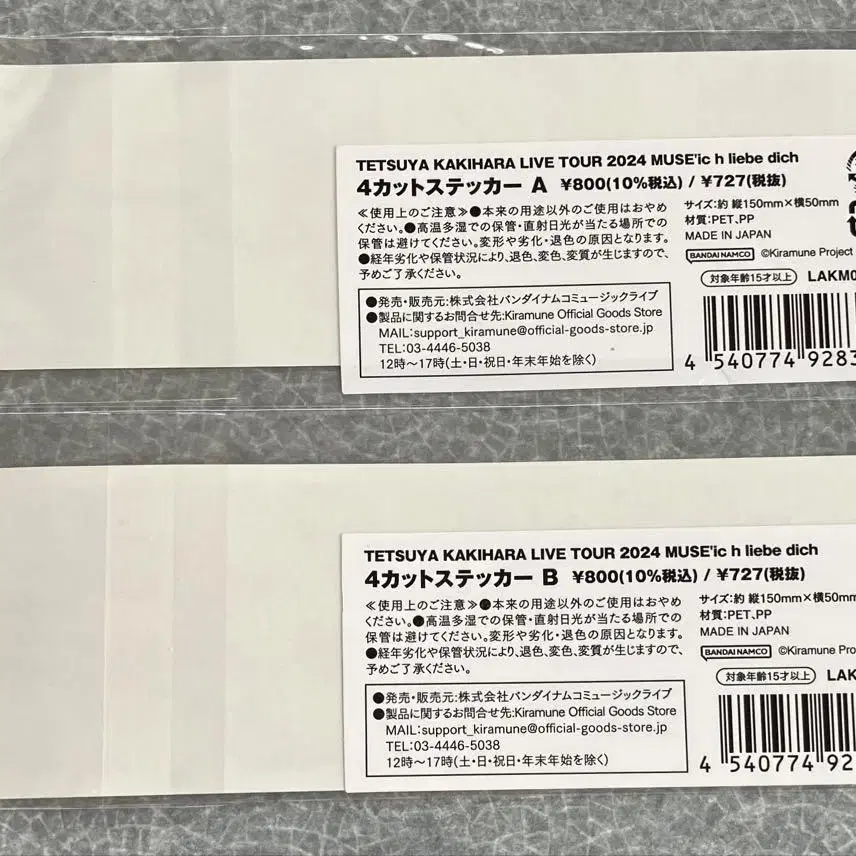 TETSUYA KAKIHARA LIVE TOUR 2024 MUSE'ic h liebe dich
4カットステッカー A ¥800(10%税込) / ¥727(税抜)
≪使用上のご注意≫●本来の用途以外のご使用はおやめ
ください。●高温多湿での保管・直射日光が当たる場所での
保管は避けてください。変形や劣化・退色の原因となります。
●経年劣化や保管状況により、退色、変色、変質が生じますので、
予めご了承ください。
サイズ:約 縦150mm×横50mm
材質:PET、PP
MADE IN JAPAN
BANDAI NAMCO ©Kiramune Project
対象年齢15才以上 LAKM0
●発売・販売元:株式会社バンダイナムコミュージックライブ
●製品に関するお問合せ先:Kiramune Official Goods Store
MAIL:support_kiramune@official-goods-store.jp
TEL:03-4446-5038
12時〜17時(土・日・祝日・年末年始を除く)
4 540774 9283
TETSUYA KAKIHARA LIVE TOUR 2024 MUSE'ic h liebe dich
4カットステッカー B ¥800(10%税込) / ¥727(税抜)
≪使用上のご注意≫●本来の用途以外のご使用はおやめ
ください。●高温多湿での保管・直射日光が当たる場所での
保管は避けてください。変形や劣化・退色の原因となります。
●経年劣化や保管状況により、退色、変色、変質が生じますので、
予めご了承ください。
サイズ:約 縦150mm×横50mm
材質:PET、PP
MADE IN JAPAN
BANDAI NAMCO ©Kiramune Pro
対象年齢15才以上 LAK
●発売・販売元:株式会社バンダイナムコミュージックライブ
●製品に関するお問合せ先:Kiramune Official Goods Store
MAIL:support_kiramune@official-goods-store.jp
TEL:03-4446-5038
12時〜17時(土・日・祝日・年末年始を除く)
4 540774 92